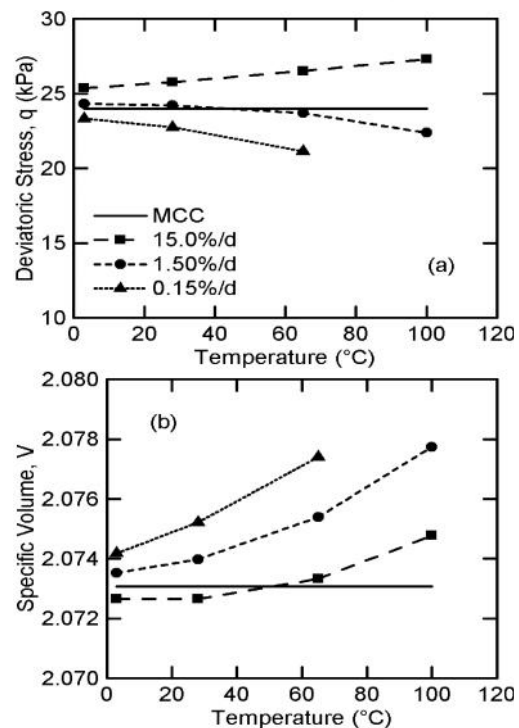 30
25
20
15
10
Deviatoric Stress, q (kPa)
MCC
15.0%/d
1.50%/d
0.15%/d
(a)
0 20 40 60 80 100 120
Temperature (°C)
2.080
2.078
2.076
2.074
2.072
2.070
Specific Volume, V
(b)
0 20 40 60 80 100 120
Temperature (°C)